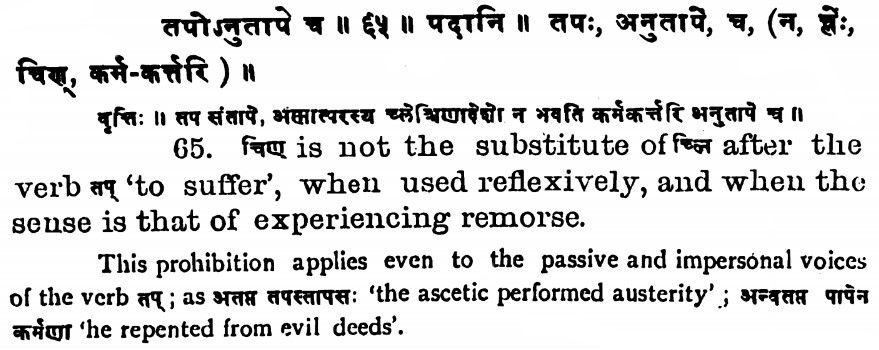 तपोऽनुतापे च ॥ ६५ ॥ पदानि ॥ तपः, अनुतापे, च, (न, च्लेः,
चिण्, कर्म-कर्त्तरि ) ॥
वृत्तिः ॥ तप संतापे, अस्मात्परस्य च्लेश्चिणादेशो न भवति कर्मकर्त्तरि अनुतापे च ॥
65. चिण is not the substitute of च्लि after the
verb तप् 'to suffer', when used reflexively, and when the
sense is that of experiencing remorse.
This prohibition applies even to the passive and impersonal voices
of the verb तप् ; as अतप्त तपस्तापसः 'the ascetic performed austerity' ; अन्वतप्त पापेन
कर्मणा 'he repented from evil deeds'.